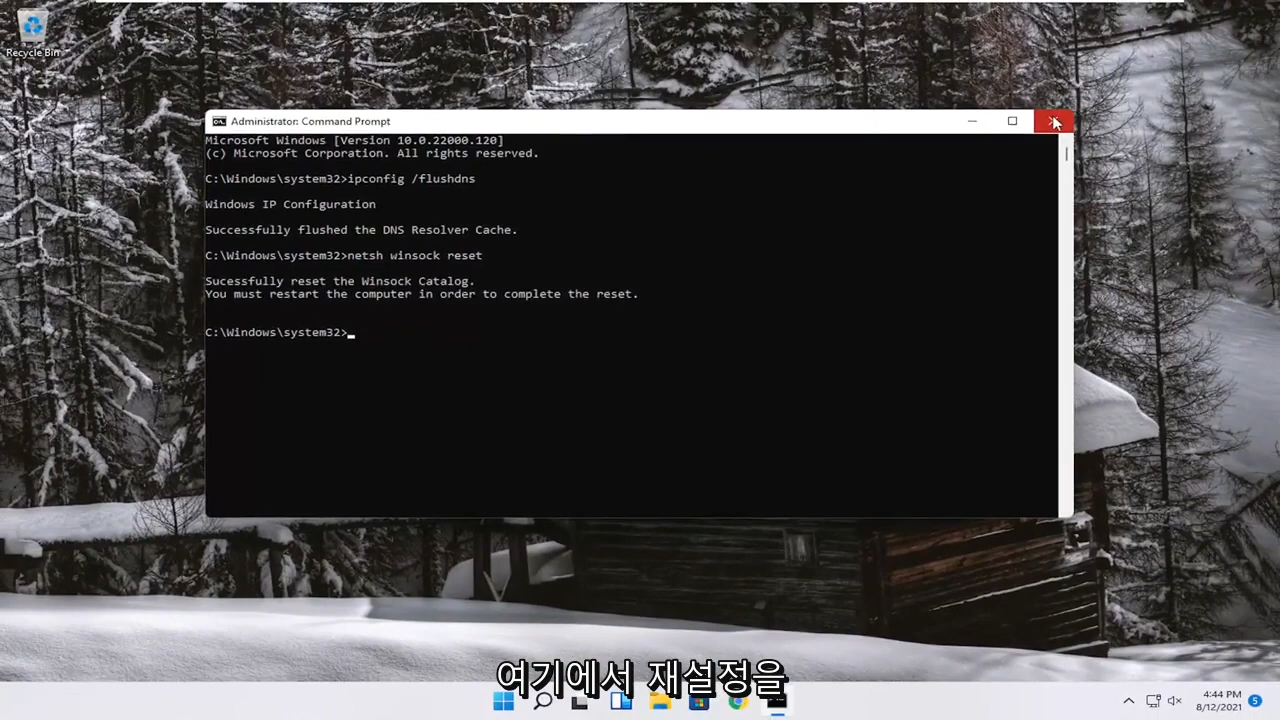 Recycle Bin
Administrator: Command Prompt
Microsoft Windows [Version 10.0.22000.120]
(c) Microsoft Corporation. All rights reserved.
C:\Windows\system32>ipconfig /flushdns
Windows IP Configuration
Successfully flushed the DNS Resolver Cache.
C:\Windows\system32>netsh winsock reset
Sucessfully reset the Winsock Catalog.
You must restart the computer in order to complete the reset.
C:\Windows\system32>
여기에서 재설정을
4:44 PM
8/12/2021
5